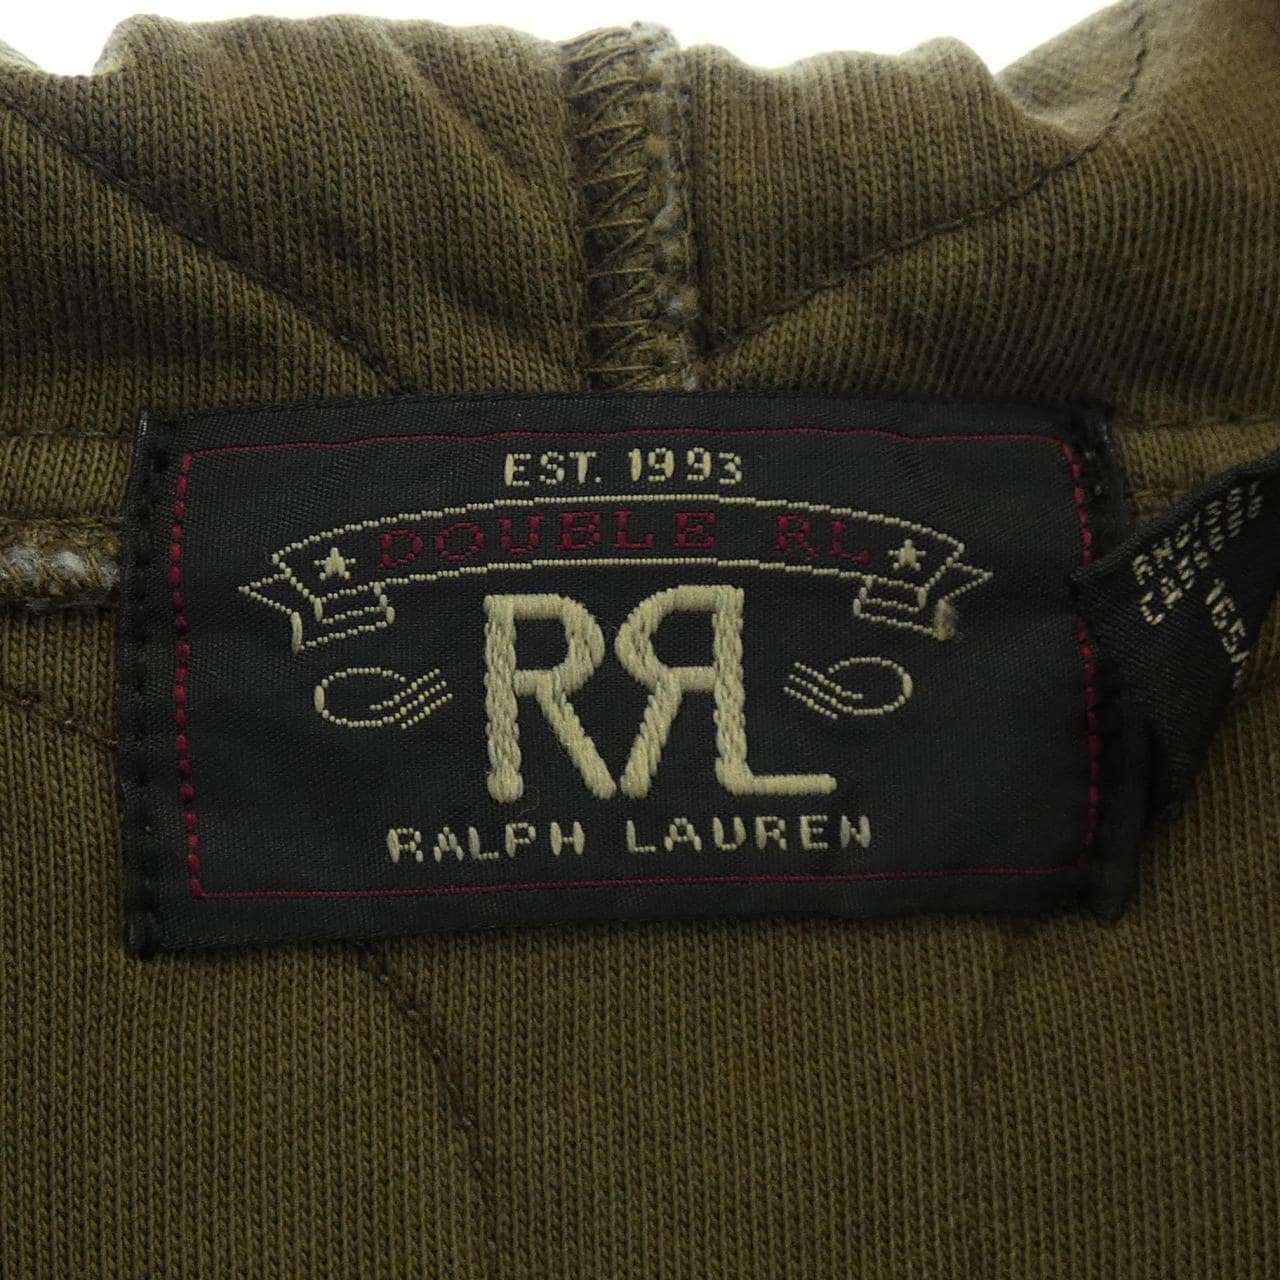 EST. 1993
DOUBLE RL
RRL
RALPH LAUREN